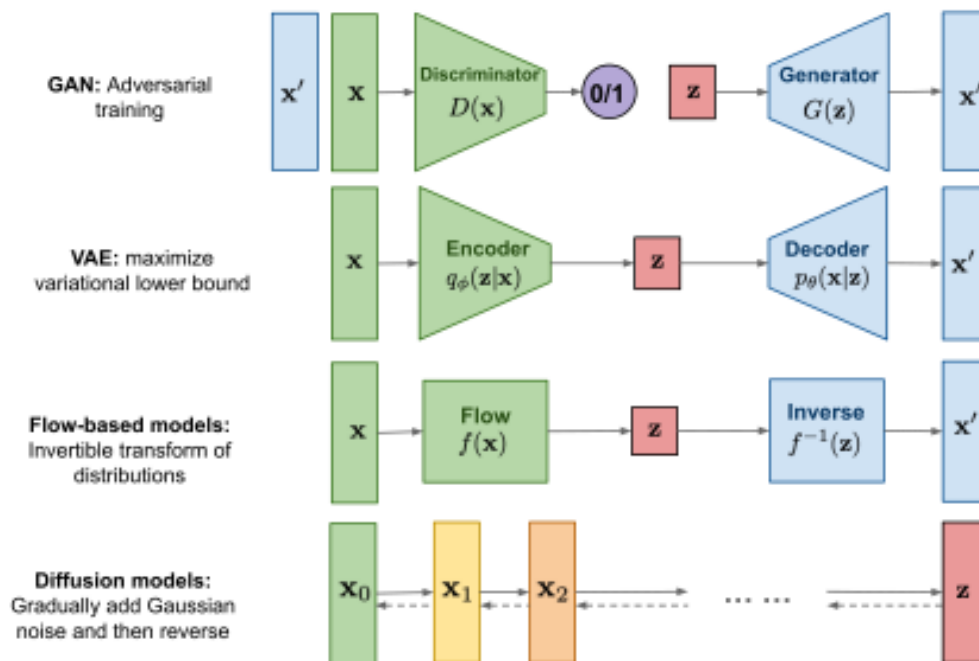 GAN: Adversarial
training
x′
x
Discriminator
D(x)
0/1
z
Generator
G(z)
x′
VAE: maximize
variational lower bound
x
Encoder
qφ(z|x)
z
Decoder
pθ(x|z)
x′
Flow-based models:
Invertible transform of
distributions
x
Flow
f(x)
z
Inverse
f⁻¹(z)
x′
Diffusion models:
Gradually add Gaussian
noise and then reverse
x₀
x₁
x₂
... ...
z